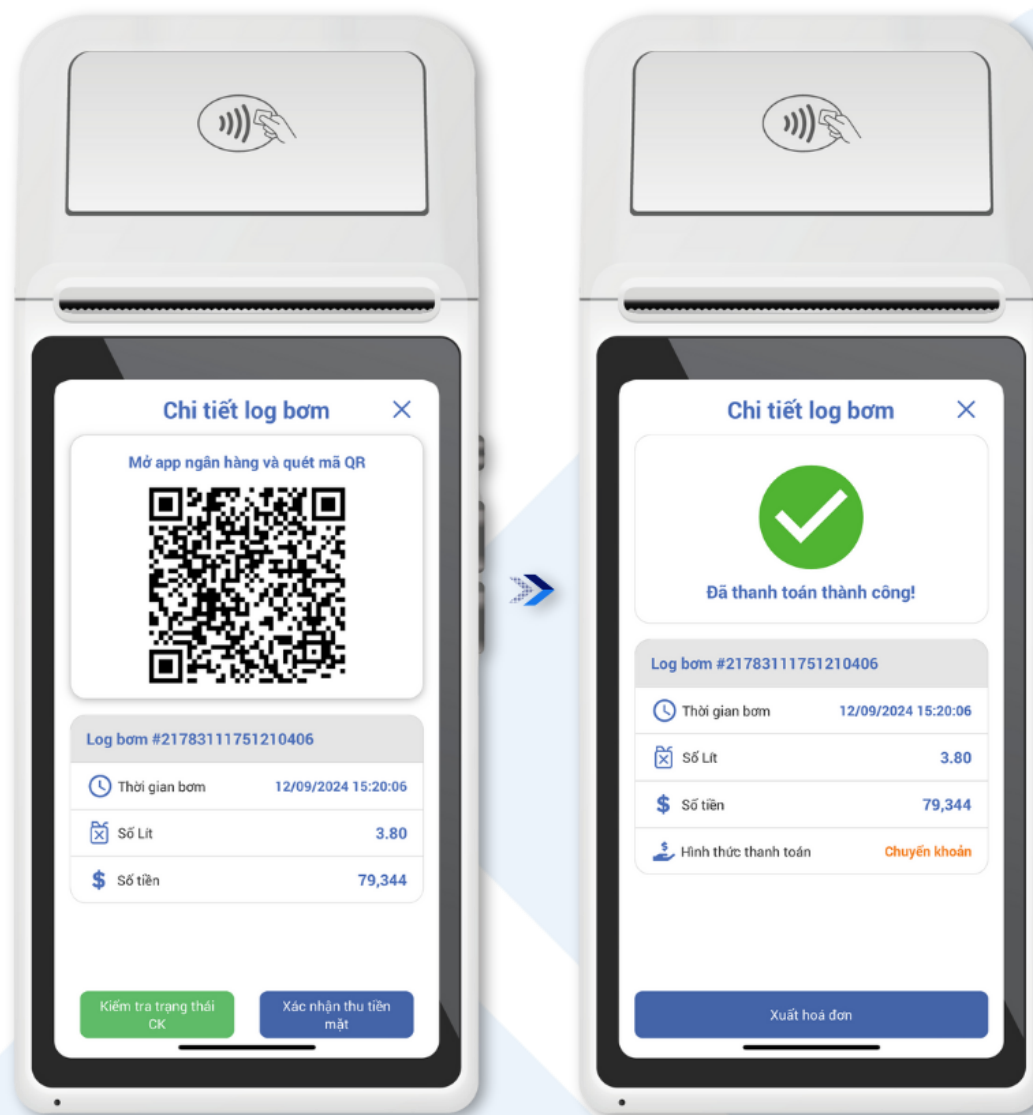 Chi tiết log bơm
Mở app ngân hàng và quét mã QR
Log bơm #21783111751210406
Thời gian bơm 12/09/2024 15:20:06
Số Lít 3.80
$ Số tiền 79,344
Kiểm tra trạng thái
CK
Xác nhận thu tiền
mặt
Chi tiết log bơm
Đã thanh toán thành công!
Log bơm #21783111751210406
Thời gian bơm 12/09/2024 15:20:06
Số Lít 3.80
$ Số tiền 79,344
Hình thức thanh toán Chuyển khoản
Xuất hoá đơn